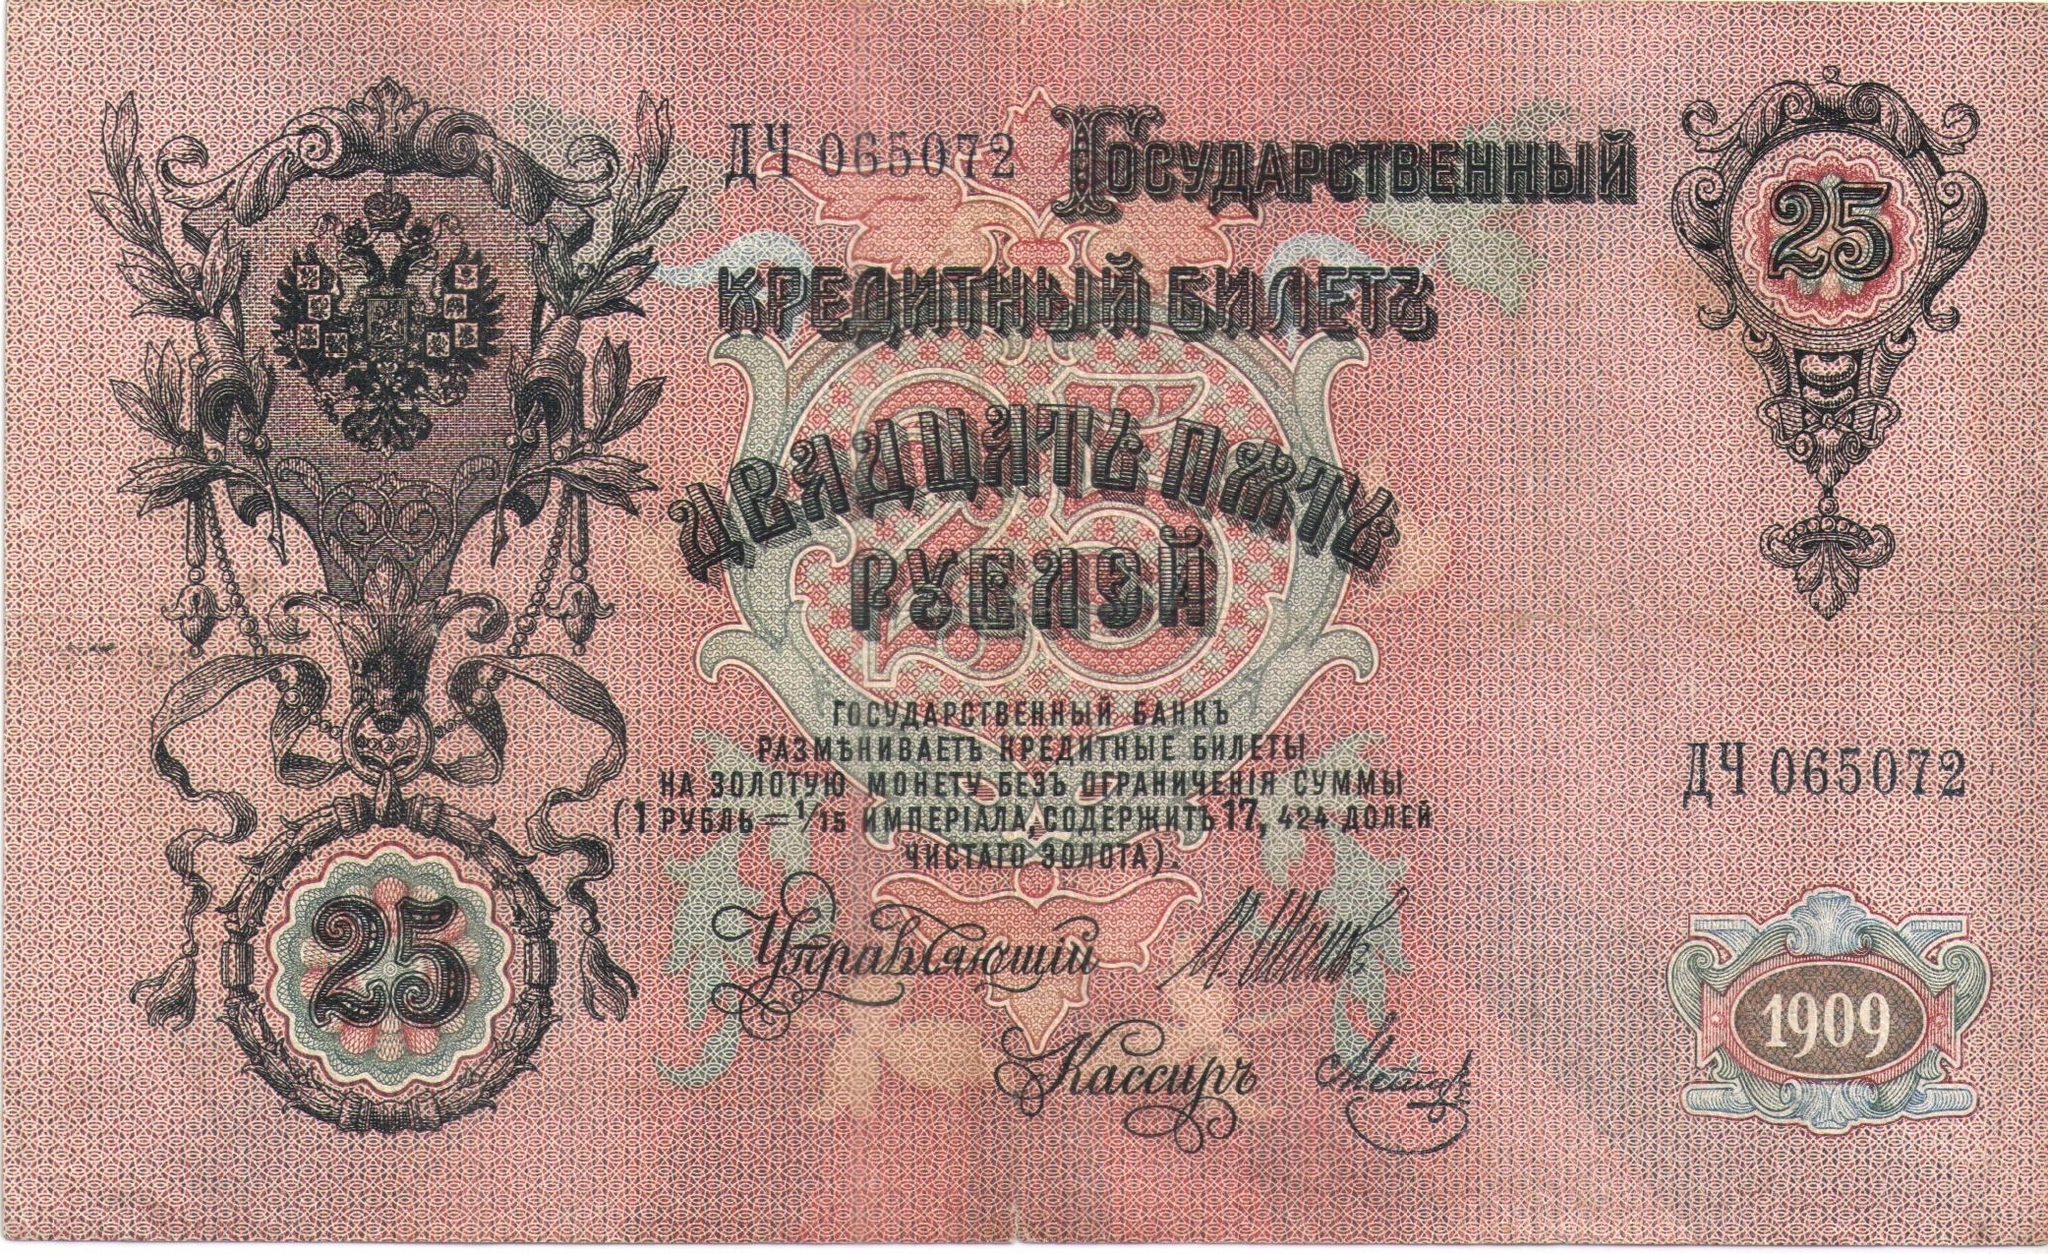 ДЧ 065072
Государственный
25
Кредитный Билетъ
25
Двадцать пять
рублей
Государственный Банкъ
размѣниваетъ кредитные билеты
на золотую монету безъ ограниченія суммы
(1 рубль = 1/15 имперіала, содержитъ 17, 424 долей
чистаго золота).
ДЧ 065072
Управляющій
25
1909
Кассиръ